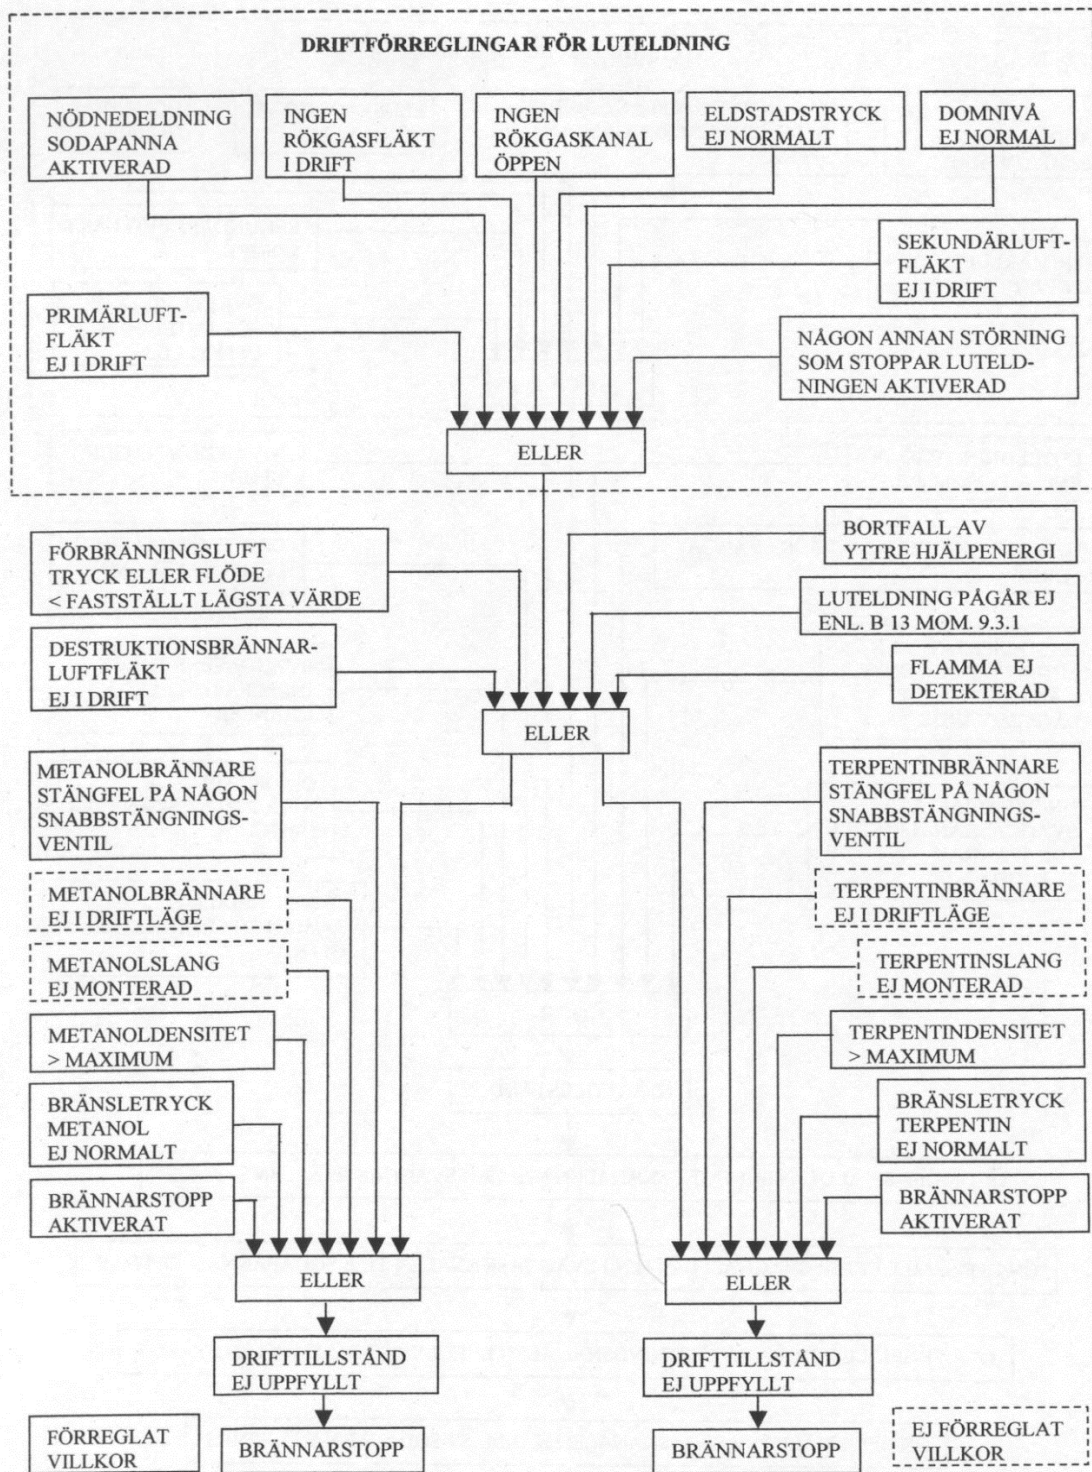 DRIFTFÖRREGLINGAR FÖR LUTELDNING
NÖDNEDELDNING
SODAPANNA
AKTIVERAD
INGEN
RÖKGASFLÄKT
I DRIFT
INGEN
RÖKGASKANAL
ÖPPEN
ELDSTADSTRYCK
EJ NORMALT
DOMNIVÅ
EJ NORMAL
SEKUNDÄRLUFT-
FLÄKT
EJ I DRIFT
PRIMÄRLUFT-
FLÄKT
EJ I DRIFT
NÅGON ANNAN STÖRNING
SOM STOPPAR LUTELD-
NINGEN AKTIVERAD
ELLER
FÖRBRÄNNINGSLUFT
TRYCK ELLER FLÖDE
< FASTSTÄLLT LÄGSTA VÄRDE
BORTFALL AV
YTTRE HJÄLPENERGI
LUTELDNING PÅGÅR EJ
ENL. B 13 MOM. 9.3.1
DESTRUKTIONSBRÄNNAR-
LUFTFLÄKT
EJ I DRIFT
FLAMMA EJ
DETEKTERAD
ELLER
METANOLBRÄNNARE
STÄNGFEL PÅ NÅGON
SNABBSTÄNGNINGS-
VENTIL
TERPENTINBRÄNNARE
STÄNGFEL PÅ NÅGON
SNABBSTÄNGNINGS-
VENTIL
METANOLBRÄNNARE
EJ I DRIFTLÄGE
TERPENTINBRÄNNARE
EJ I DRIFTLÄGE
METANOLSLANG
EJ MONTERAD
TERPENTINSLANG
EJ MONTERAD
METANOLDENSITET
> MAXIMUM
TERPENTINDENSITET
> MAXIMUM
BRÄNSLETRYCK
METANOL
EJ NORMALT
BRÄNSLETRYCK
TERPENTIN
EJ NORMALT
BRÄNNARSTOPP
AKTIVERAT
BRÄNNARSTOPP
AKTIVERAT
ELLER
ELLER
DRIFTTILLSTÅND
EJ UPPFYLLT
DRIFTTILLSTÅND
EJ UPPFYLLT
FÖRREGLAT
VILLKOR
BRÄNNARSTOPP
BRÄNNARSTOPP
EJ FÖRREGLAT
VILLKOR